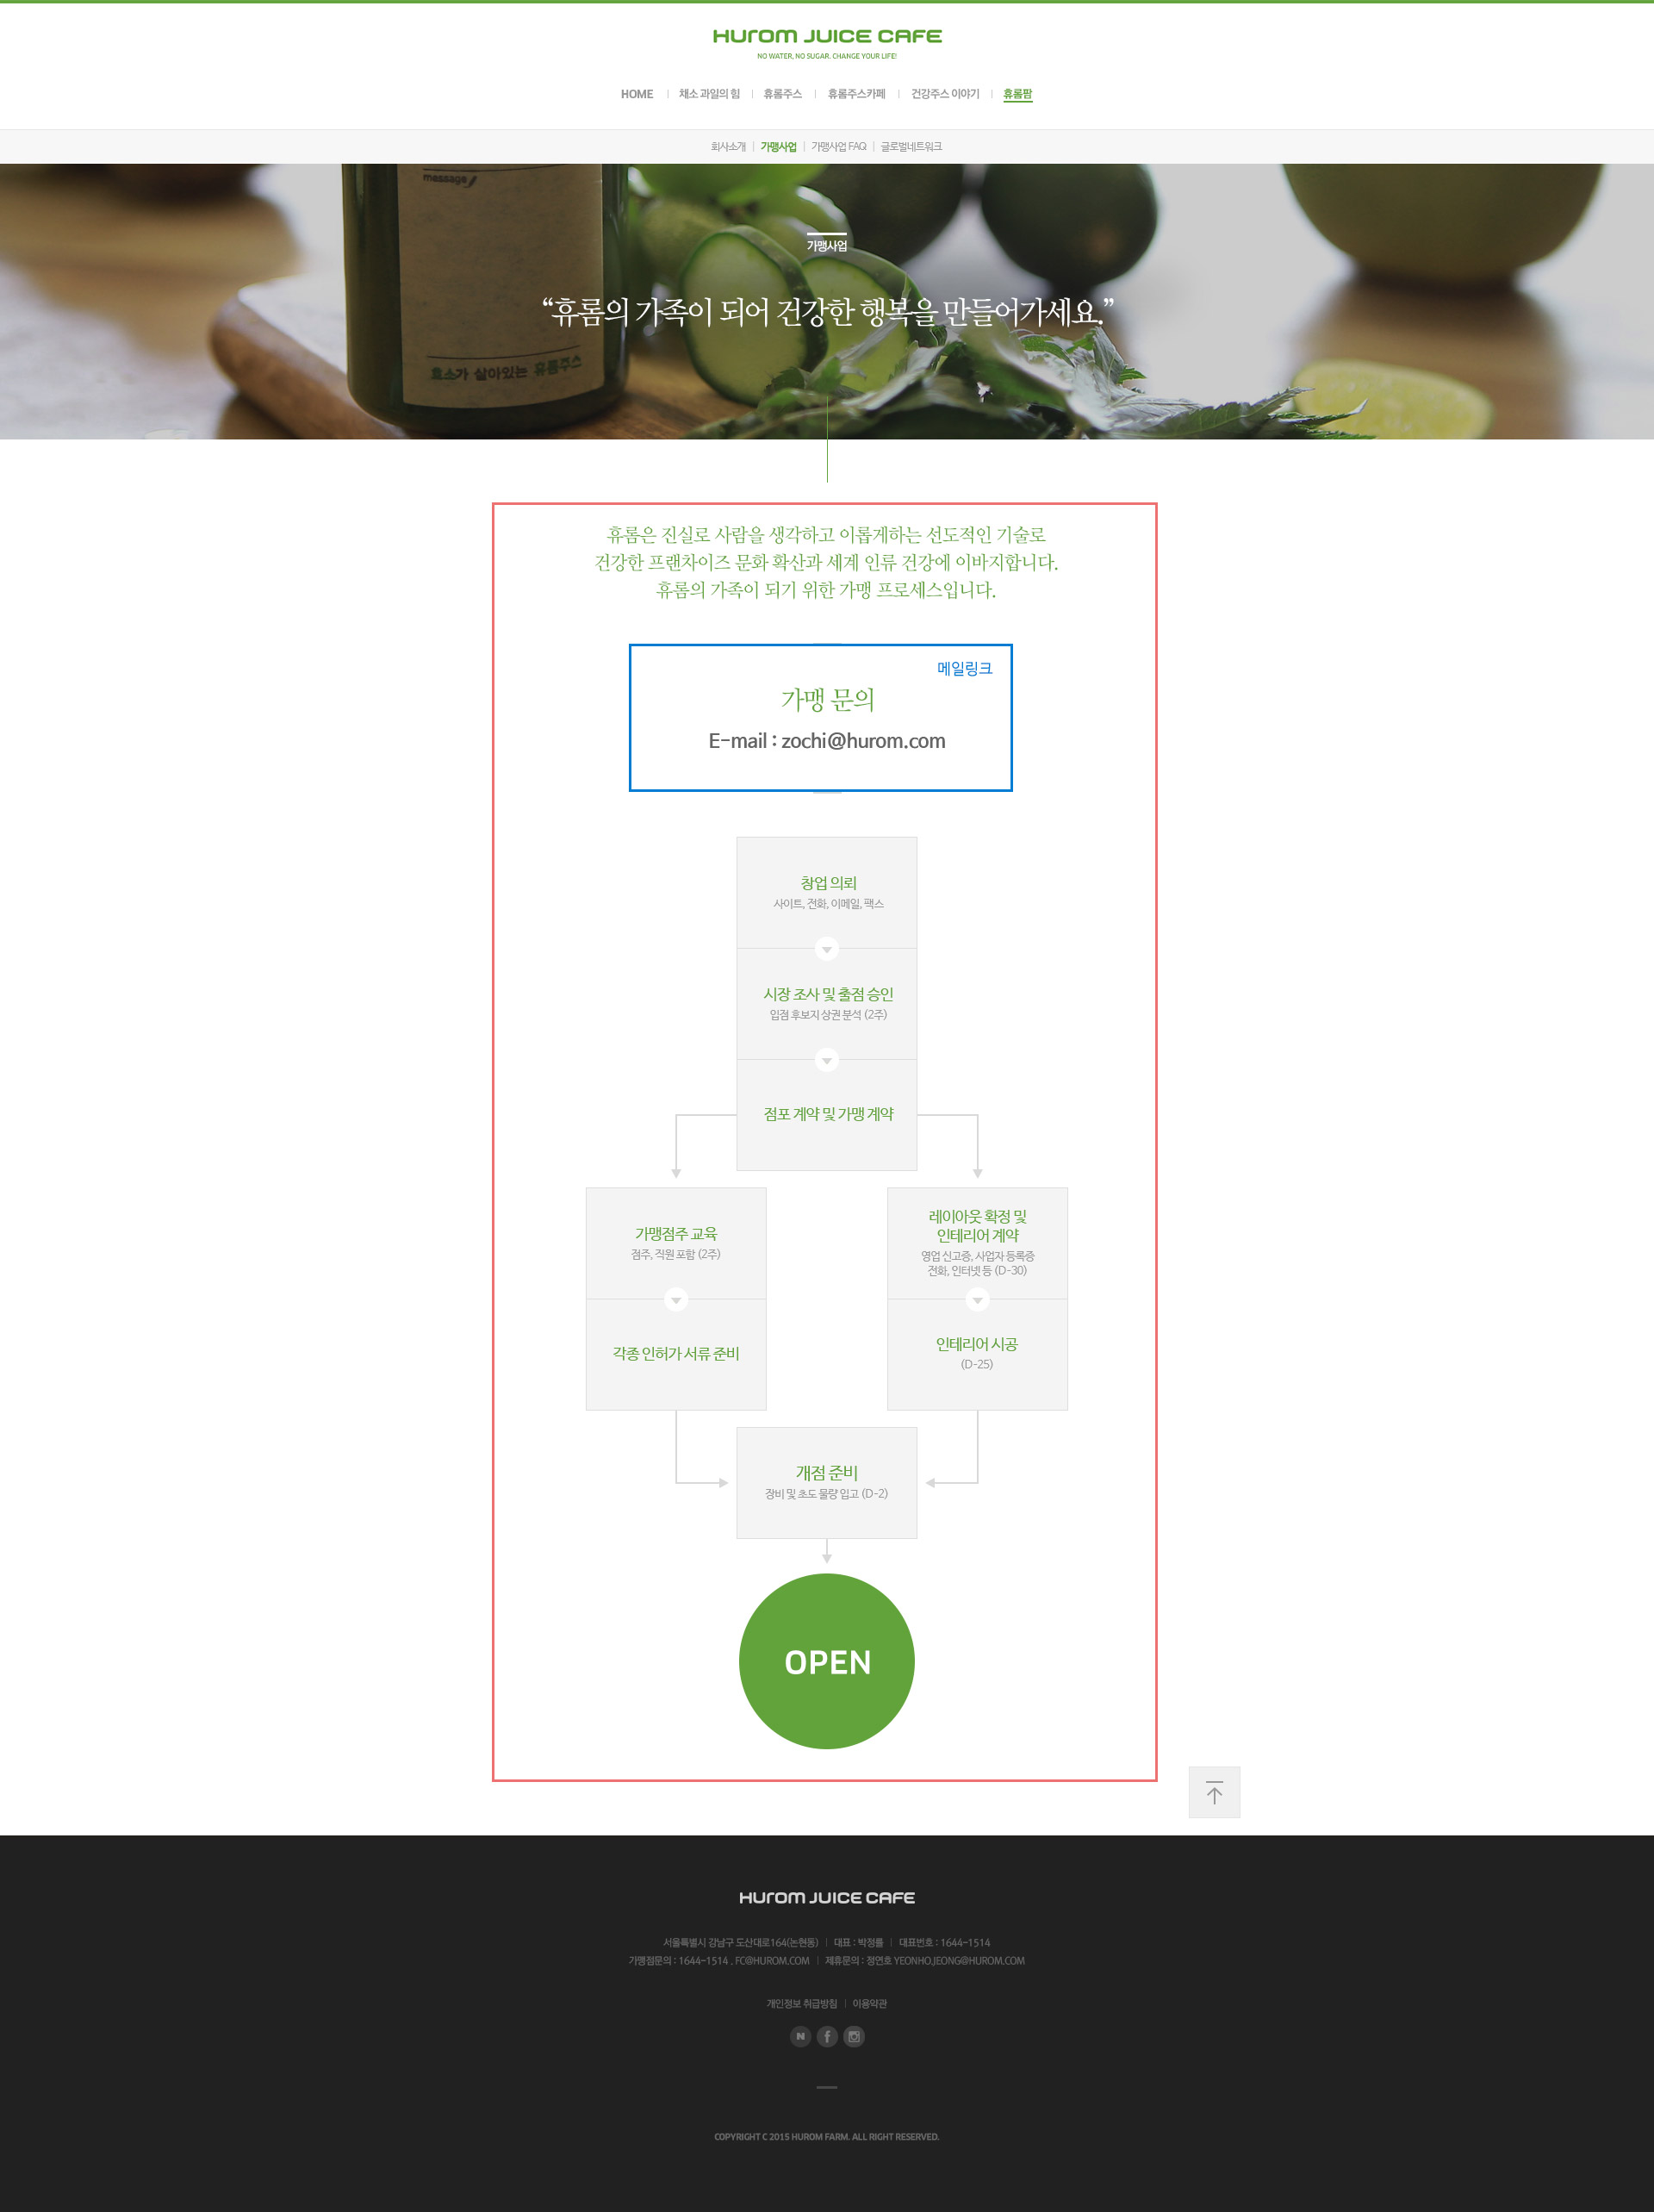 HUROM JUICE CAFE
NO WATER, NO SUGAR. CHANGE YOUR LIFE!
HOME | 채소 과일의 힘 | 휴롬주스 | 휴롬주스카페 | 건강주스 이야기 | 휴롬팜
회사소개 | 가맹사업 | 가맹사업 FAQ | 글로벌네트워크
message
가맹사업
“휴롬의 가족이 되어 건강한 행복을 만들어가세요.”
효소가 살아있는 휴롬주스
휴롬은 진실로 사람을 생각하고 이롭게하는 선도적인 기술로
건강한 프랜차이즈 문화 확산과 세계 인류 건강에 이바지합니다.
휴롬의 가족이 되기 위한 가맹 프로세스입니다.
메일링크
가맹 문의
E-mail : zochi@hurom.com
창업 의뢰
사이트, 전화, 이메일, 팩스
시장 조사 및 출점 승인
입점 후보지 상권 분석 (2주)
점포 계약 및 가맹 계약
가맹점주 교육
점주, 직원 포함 (2주)
각종 인허가 서류 준비
레이아웃 확정 및
인테리어 계약
영업 신고증, 사업자 등록증
전화, 인터넷 등 (D-30)
인테리어 시공
(D-25)
개점 준비
장비 및 초도 물량 입고 (D-2)
OPEN
HUROM JUICE CAFE
서울특별시 강남구 도산대로164(논현동) | 대표 : 박정률 | 대표번호 : 1644-1514
가맹점문의 : 1644-1514 . FC@HUROM.COM | 제휴문의 : 정연호 YEONHO.JEONG@HUROM.COM
개인정보 취급방침 | 이용약관
N f
COPYRIGHT C 2015 HUROM FARM. ALL RIGHT RESERVED.